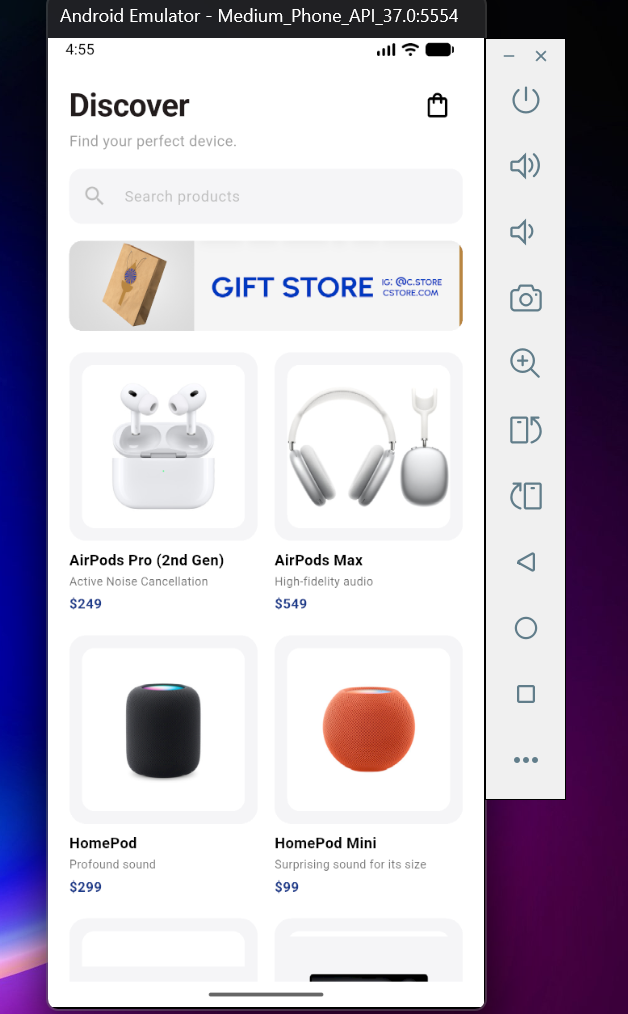 Android Emulator - Medium_Phone_API_37.0:5554
4:55
Discover
Find your perfect device.
Search products
GIFT STORE
IG: @C.STORE
CSTORE.COM
AirPods Pro (2nd Gen)
Active Noise Cancellation
$249
AirPods Max
High-fidelity audio
$549
HomePod
Profound sound
$299
HomePod Mini
Surprising sound for its size
$99